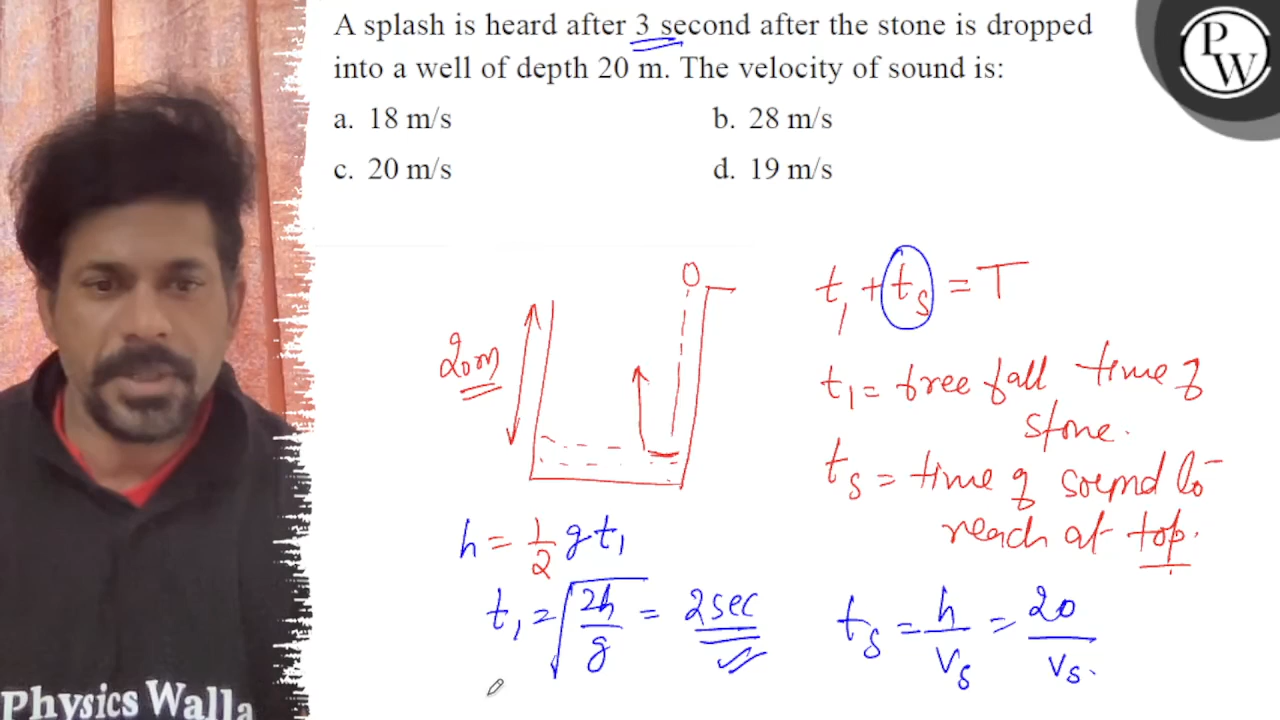 A splash is heard after 3 second after the stone is dropped
into a well of depth 20 m. The velocity of sound is:
a. 18 m/s b. 28 m/s
c. 20 m/s d. 19 m/s
PW
t₁ + tₛ = T
20m
t₁ = free fall time of
stone.
tₛ = time of sound to
reach at top.
h = 1/2 g t₁
t₁ = √(2h/g) = 2 sec
tₛ = h/vₛ = 20/vₛ.
Physics Walla